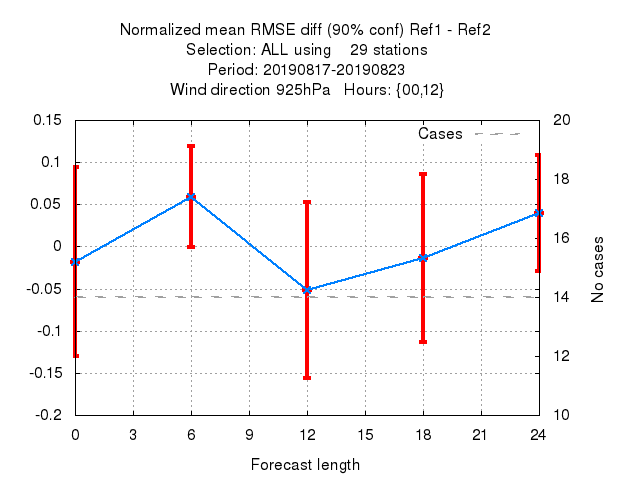 Normalized mean RMSE diff (90% conf) Ref1 - Ref2
Selection: ALL using 29 stations
Period: 20190817-20190823
Wind direction 925hPa Hours: {00,12}
Cases
0.15
0.1
0.05
0
-0.05
-0.1
-0.15
-0.2
20
18
16
14
12
10
No cases
0 3 6 9 12 15 18 21 24
Forecast length